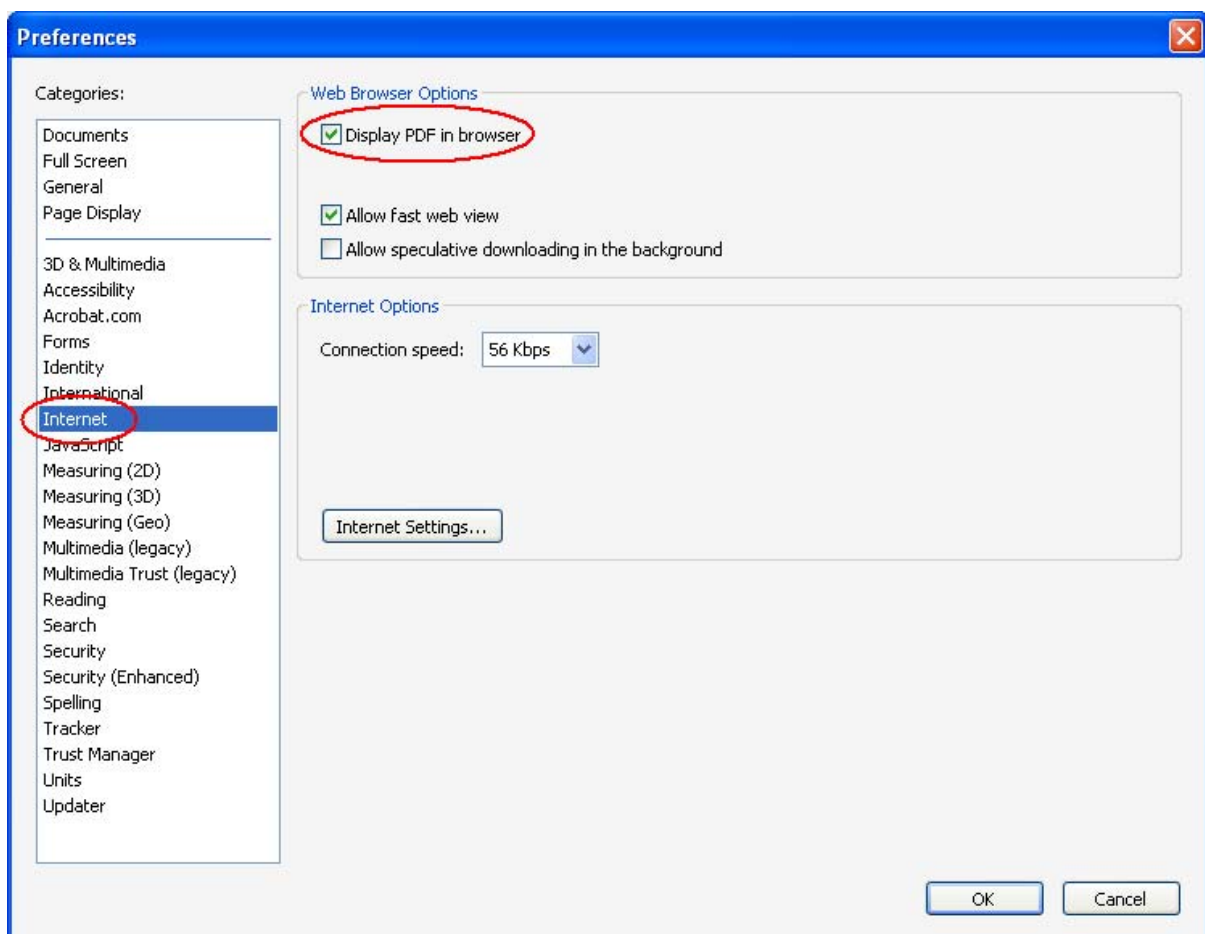 Preferences
Categories:
Documents
Full Screen
General
Page Display
3D & Multimedia
Accessibility
Acrobat.com
Forms
Identity
International
Internet
JavaScript
Measuring (2D)
Measuring (3D)
Measuring (Geo)
Multimedia (legacy)
Multimedia Trust (legacy)
Reading
Search
Security
Security (Enhanced)
Spelling
Tracker
Trust Manager
Units
Updater
Web Browser Options
Display PDF in browser
Allow fast web view
Allow speculative downloading in the background
Internet Options
Connection speed: 56 Kbps
Internet Settings...
OK Cancel